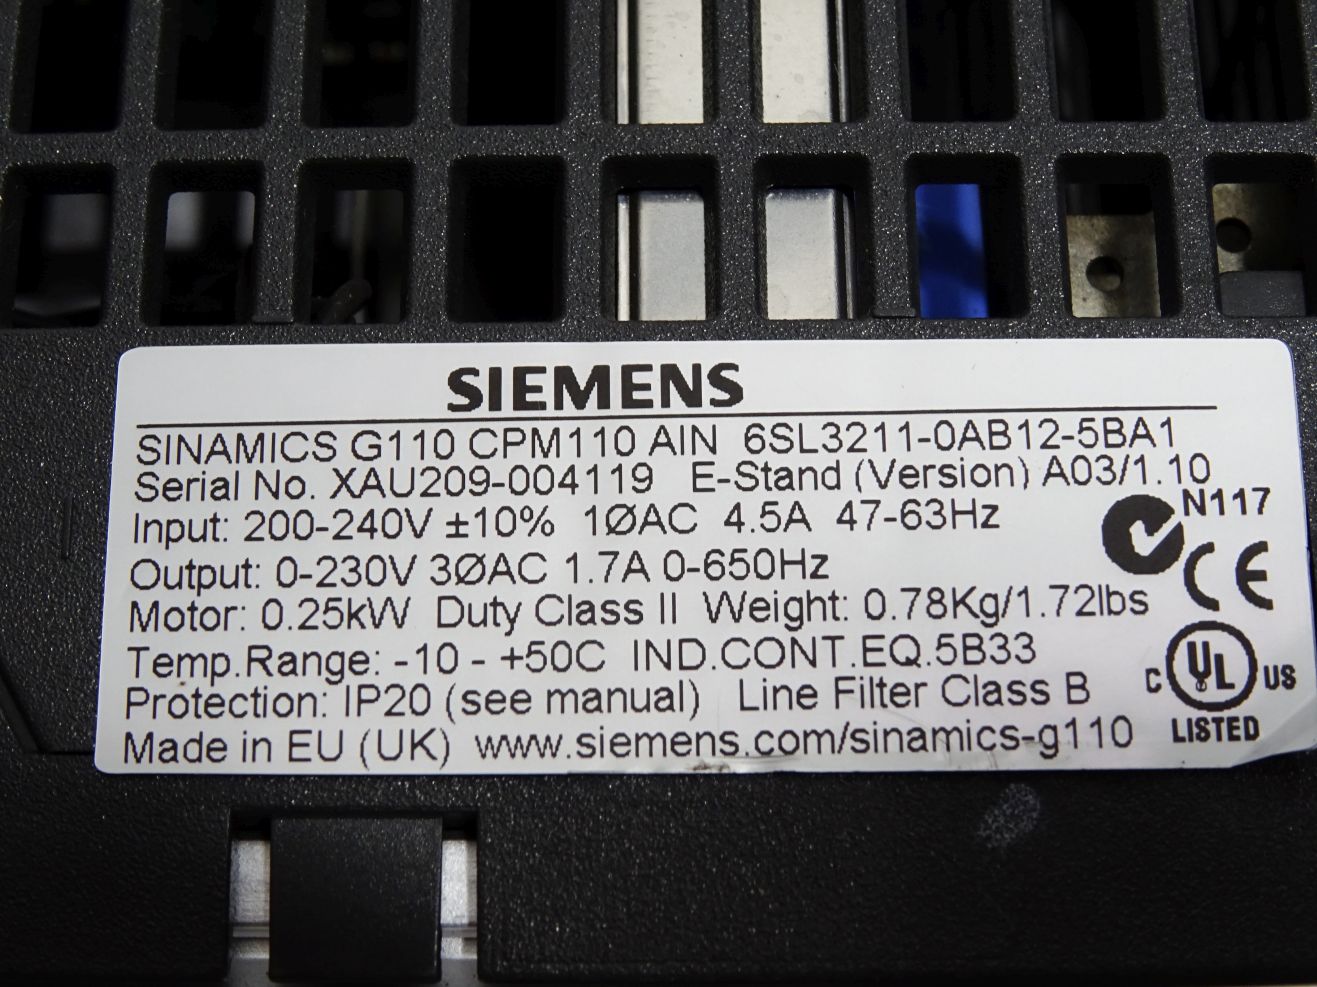 SIEMENS
SINAMICS G110 CPM110 AIN 6SL3211-0AB12-5BA1
Serial No. XAU209-004119 E-Stand (Version) A03/1.10
Input: 200-240V ±10% 1ØAC 4.5A 47-63Hz
N117
Output: 0-230V 3ØAC 1.7A 0-650Hz
CE
Motor: 0.25kW Duty Class II Weight: 0.78Kg/1.72lbs
Temp.Range: -10 - +50C IND.CONT.EQ.5B33
C UL US
Protection: IP20 (see manual) Line Filter Class B
LISTED
Made in EU (UK) www.siemens.com/sinamics-g110